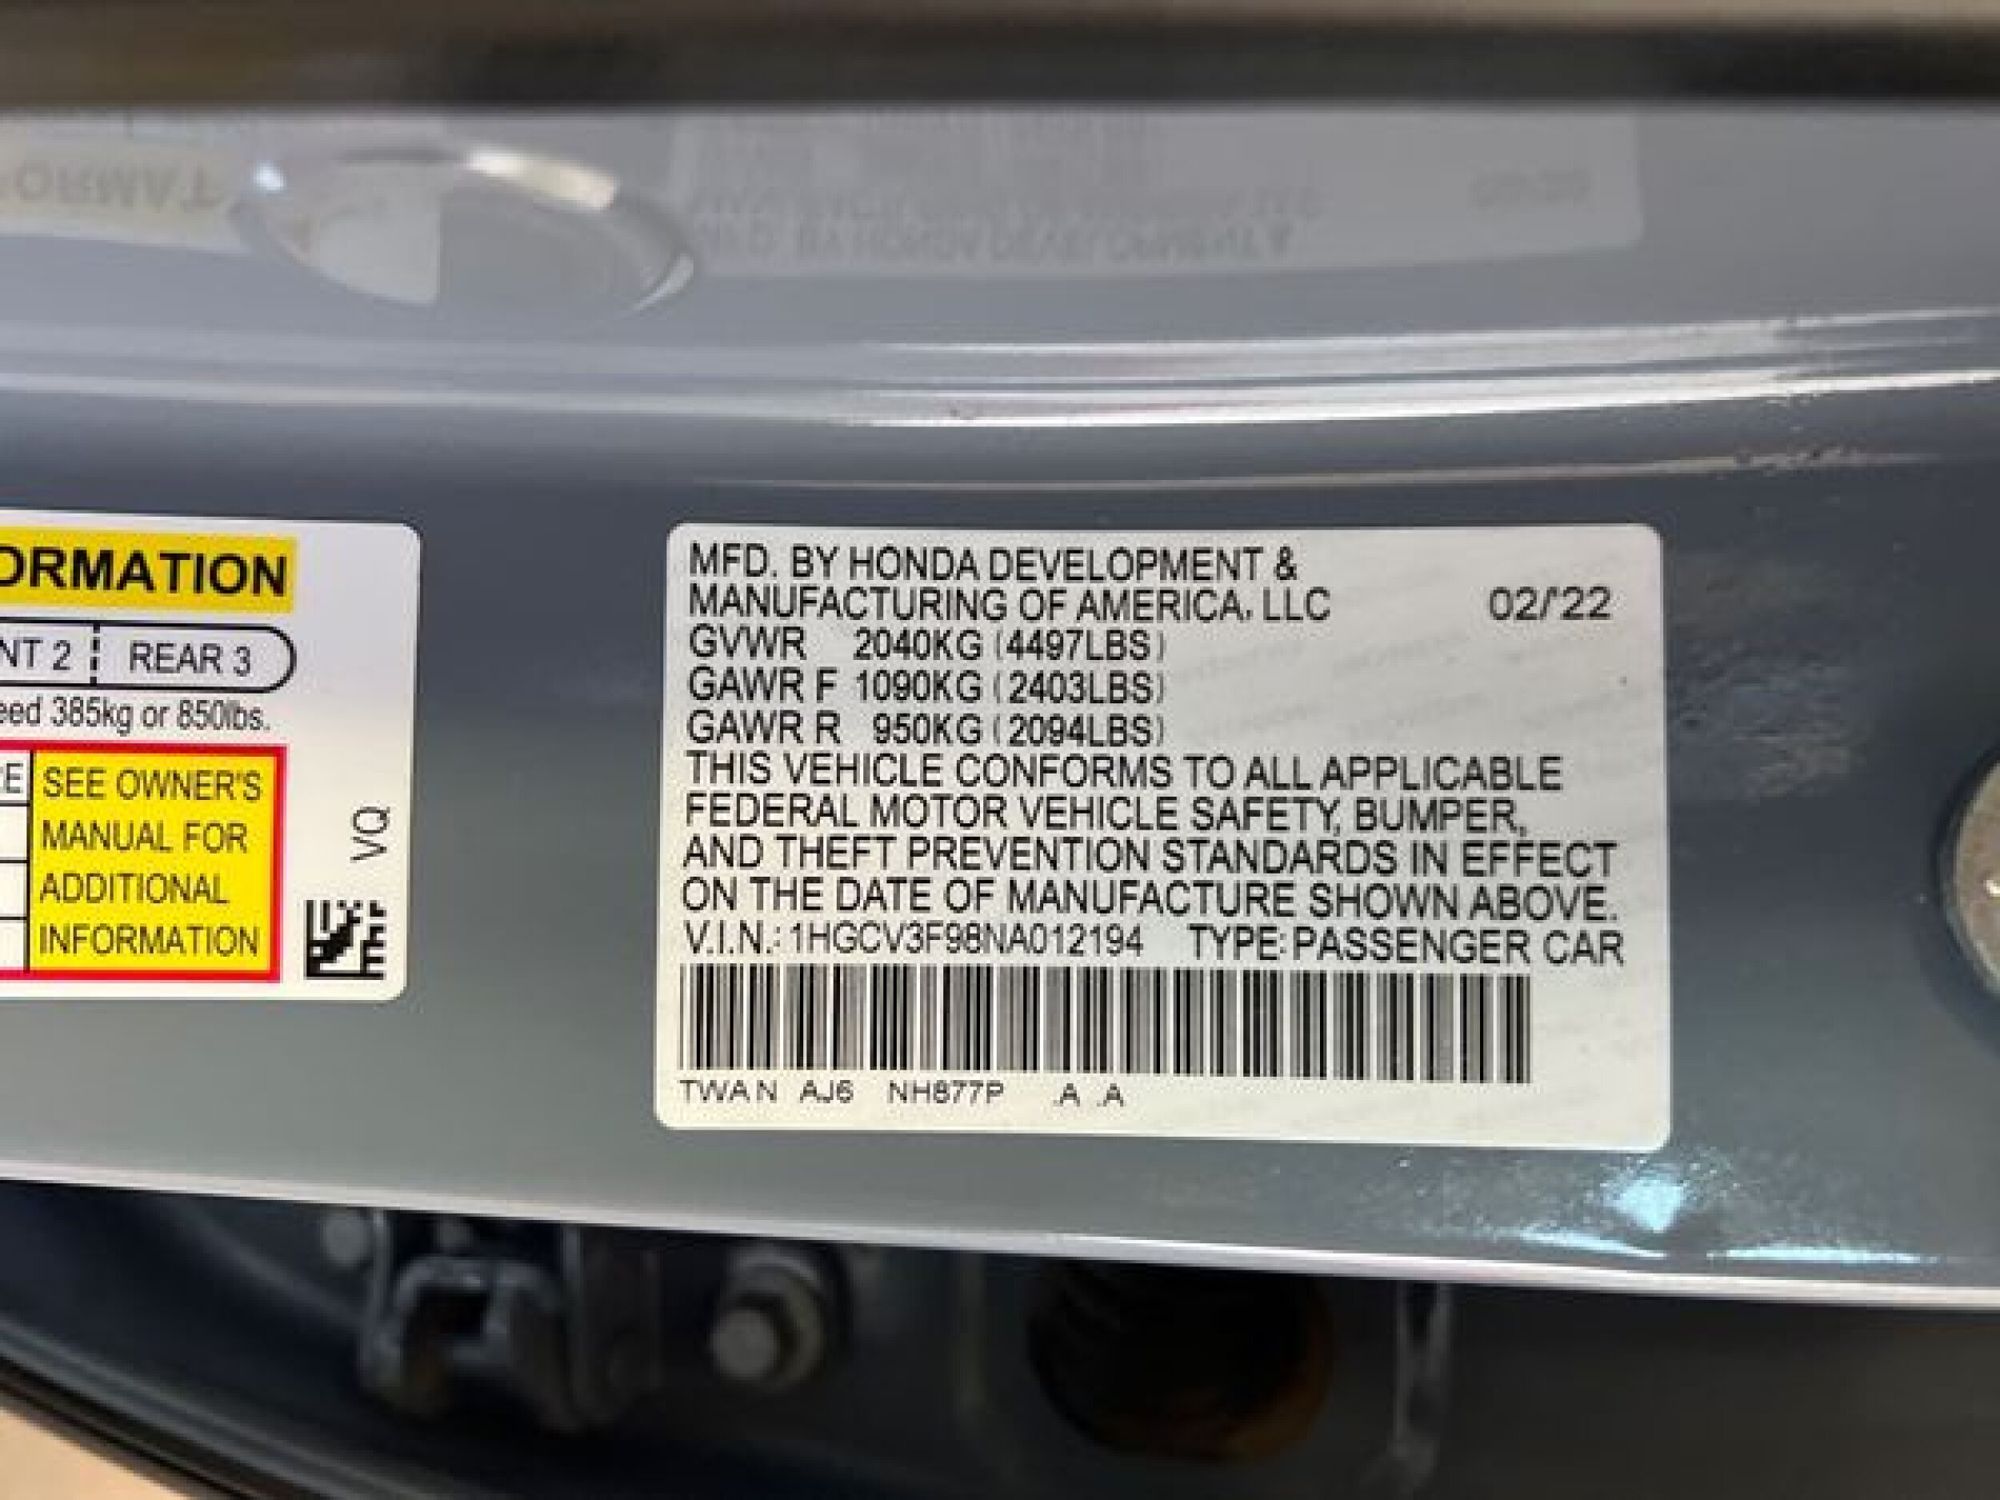 ORMATION
NT 2 REAR 3
eed 385kg or 850lbs.
E SEE OWNER'S
MANUAL FOR
ADDITIONAL
INFORMATION
VQ
MFD. BY HONDA DEVELOPMENT &
MANUFACTURING OF AMERICA, LLC 02/'22
GVWR 2040KG (4497LBS)
GAWR F 1090KG (2403LBS)
GAWR R 950KG (2094LBS)
THIS VEHICLE CONFORMS TO ALL APPLICABLE
FEDERAL MOTOR VEHICLE SAFETY, BUMPER,
AND THEFT PREVENTION STANDARDS IN EFFECT
ON THE DATE OF MANUFACTURE SHOWN ABOVE.
V.I.N.: 1HGCV3F98NA012194 TYPE: PASSENGER CAR
TWAN AJ6 NH877P .A .A